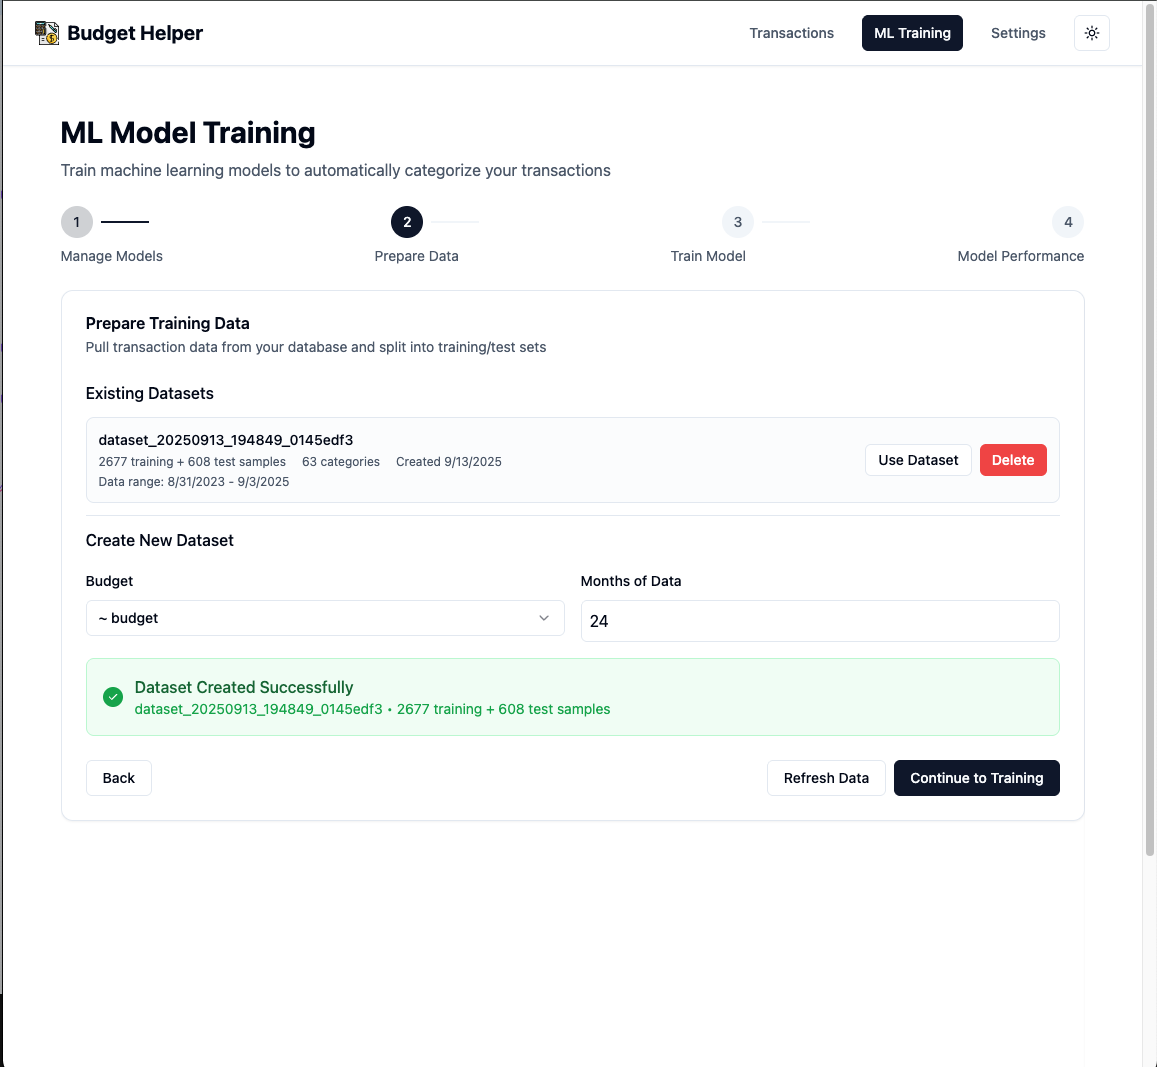 Budget Helper
Transactions
ML Training
Settings
ML Model Training
Train machine learning models to automatically categorize your transactions
1
2
3
4
Manage Models
Prepare Data
Train Model
Model Performance
Prepare Training Data
Pull transaction data from your database and split into training/test sets
Existing Datasets
dataset_20250913_194849_0145edf3
2677 training + 608 test samples 63 categories Created 9/13/2025
Data range: 8/31/2023 - 9/3/2025
Use Dataset
Delete
Create New Dataset
Budget
Months of Data
~ budget
24
Dataset Created Successfully
dataset_20250913_194849_0145edf3 • 2677 training + 608 test samples
Back
Refresh Data
Continue to Training